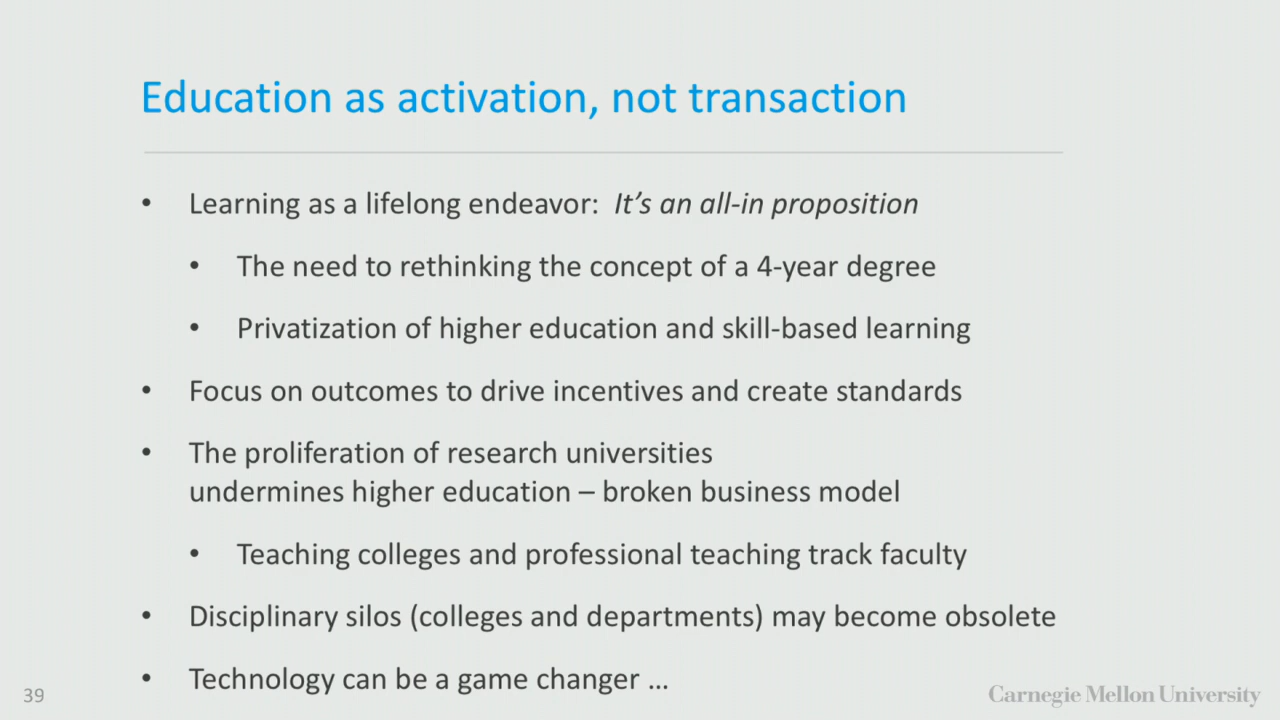 Education as activation, not transaction
• Learning as a lifelong endeavor: It's an all-in proposition
• The need to rethinking the concept of a 4-year degree
• Privatization of higher education and skill-based learning
• Focus on outcomes to drive incentives and create standards
• The proliferation of research universities
undermines higher education – broken business model
• Teaching colleges and professional teaching track faculty
• Disciplinary silos (colleges and departments) may become obsolete
• Technology can be a game changer …
39
Carnegie Mellon University